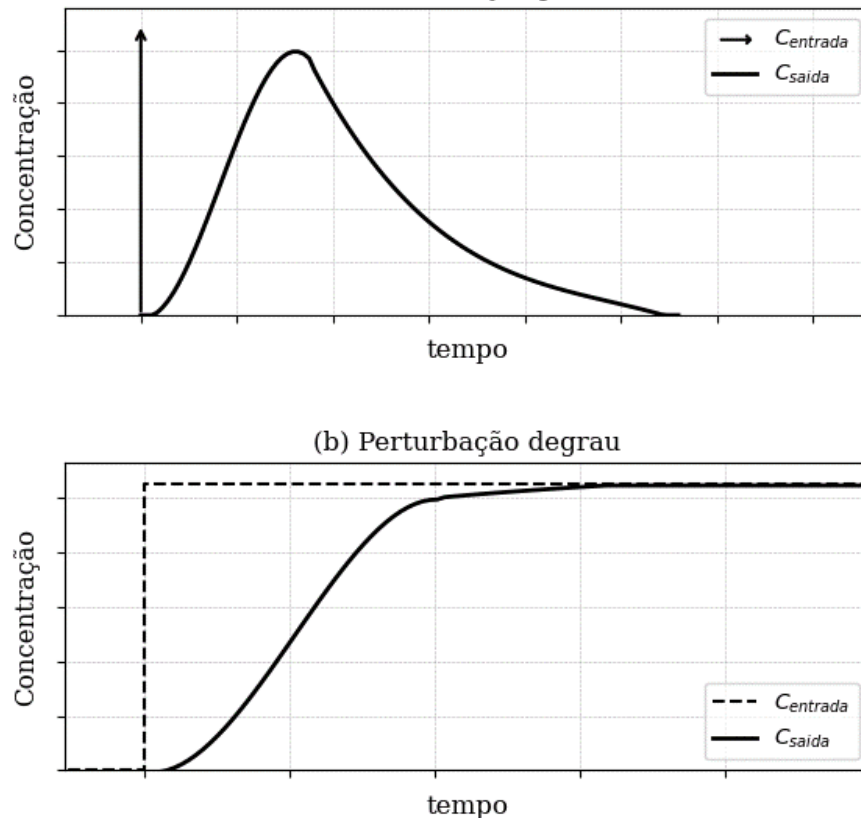 C_entrada
C_saida
Concentração
tempo
(b) Perturbação degrau
Concentração
C_entrada
C_saida
tempo